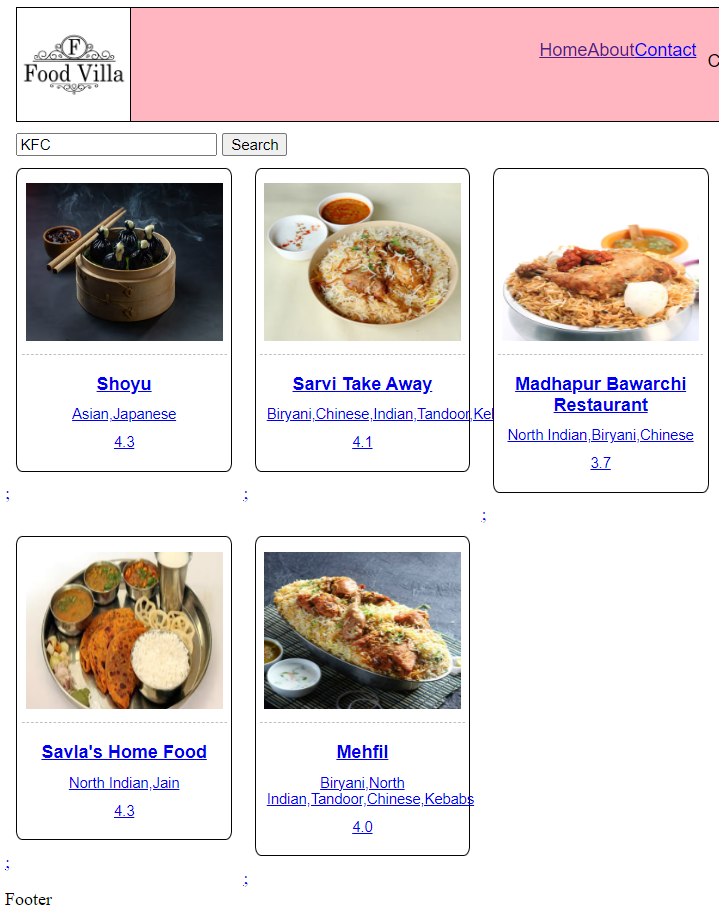 F
Food Villa
HomeAboutContact
C
KFC Search
Shoyu
Asian,Japanese
4.3
;
Sarvi Take Away
Biryani,Chinese,Indian,Tandoor,Keb
4.1
;
Madhapur Bawarchi
Restaurant
North Indian,Biryani,Chinese
3.7
;
Savla's Home Food
North Indian,Jain
4.3
;
Mehfil
Biryani,North
Indian,Tandoor,Chinese,Kebabs
4.0
;
Footer